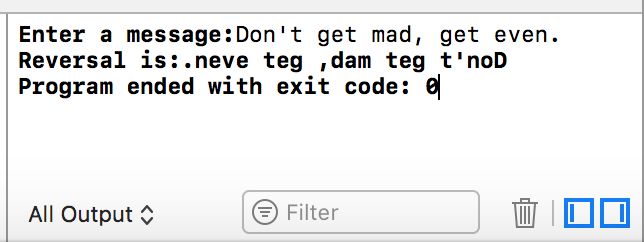 Enter a message:Don't get mad, get even.
Reversal is:.neve teg ,dam teg t'noD
Program ended with exit code: 0
All Output
Filter